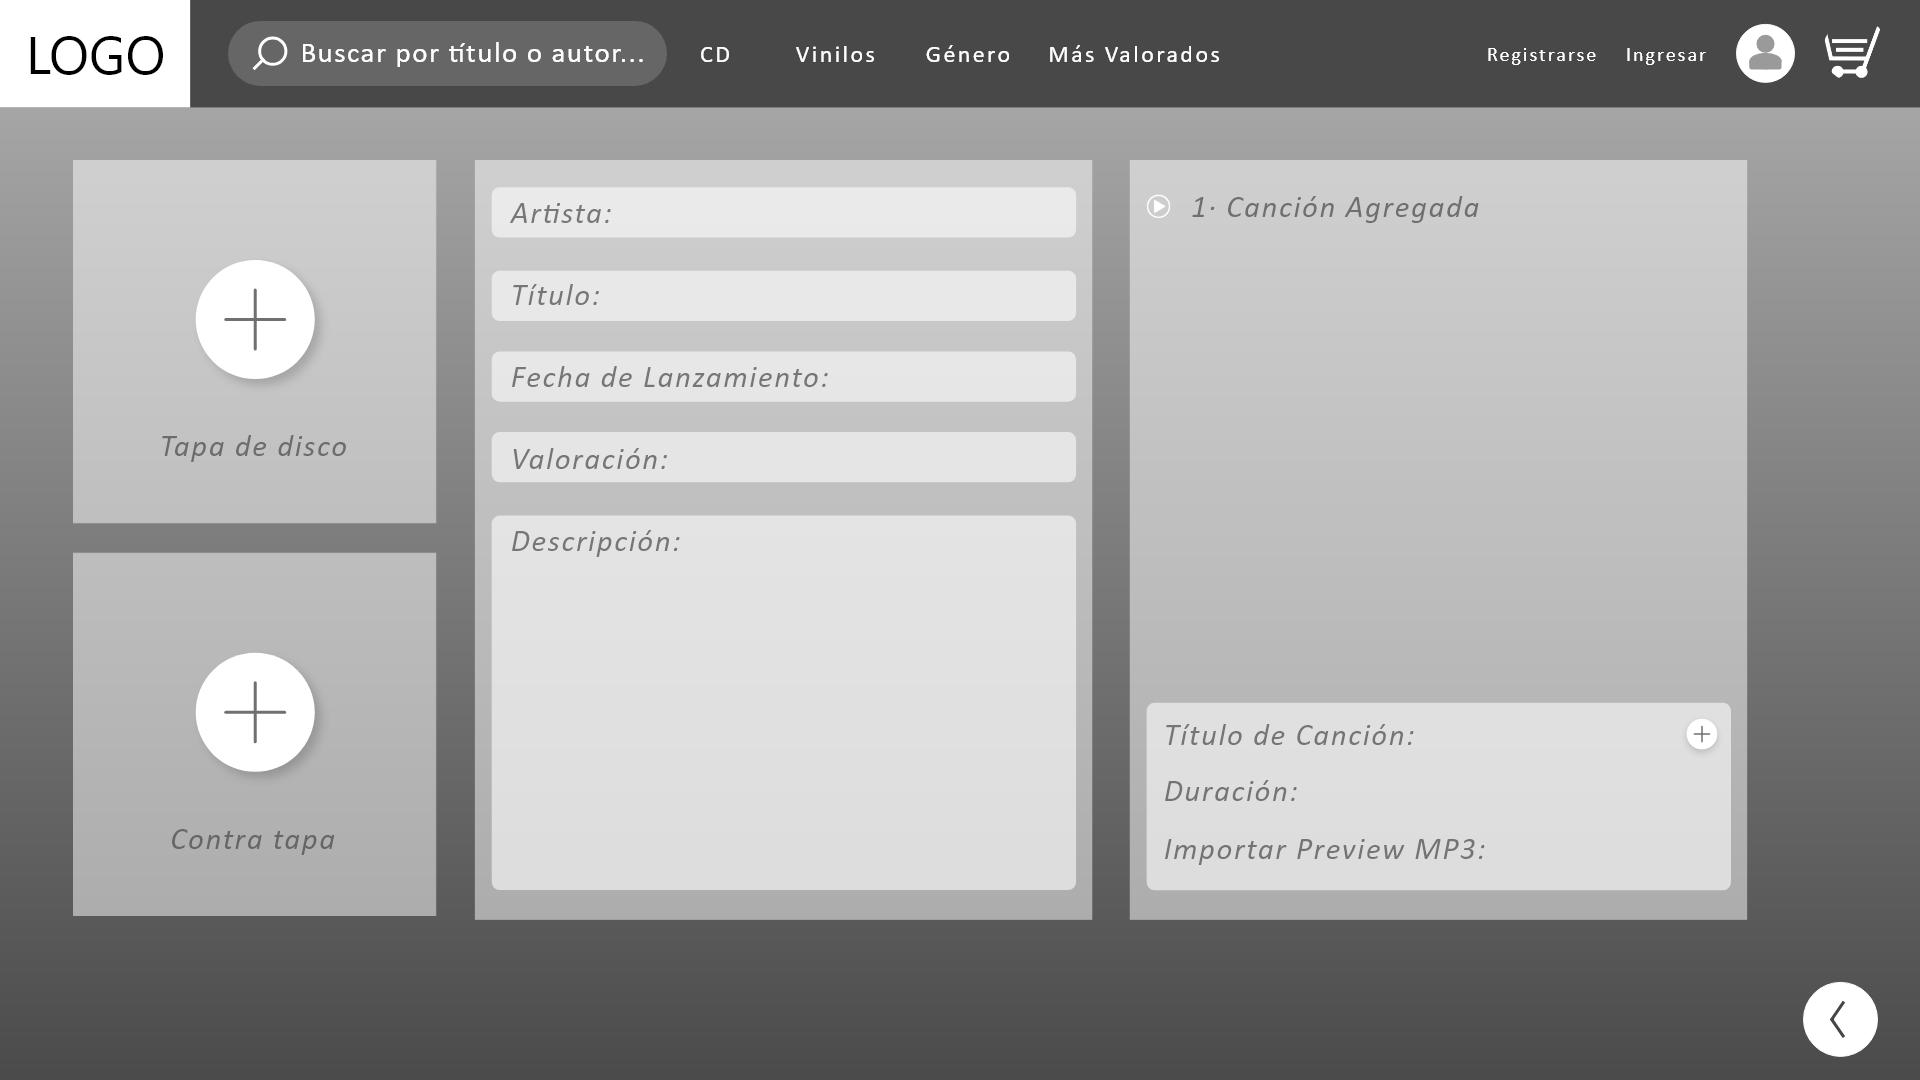 LOGO
Buscar por título o autor...
CD
Vinilos
Género
Más Valorados
Registrarse
Ingresar
Tapa de disco
Contra tapa
Artista:
Título:
Fecha de Lanzamiento:
Valoración:
Descripción:
1· Canción Agregada
Título de Canción:
Duración:
Importar Preview MP3: